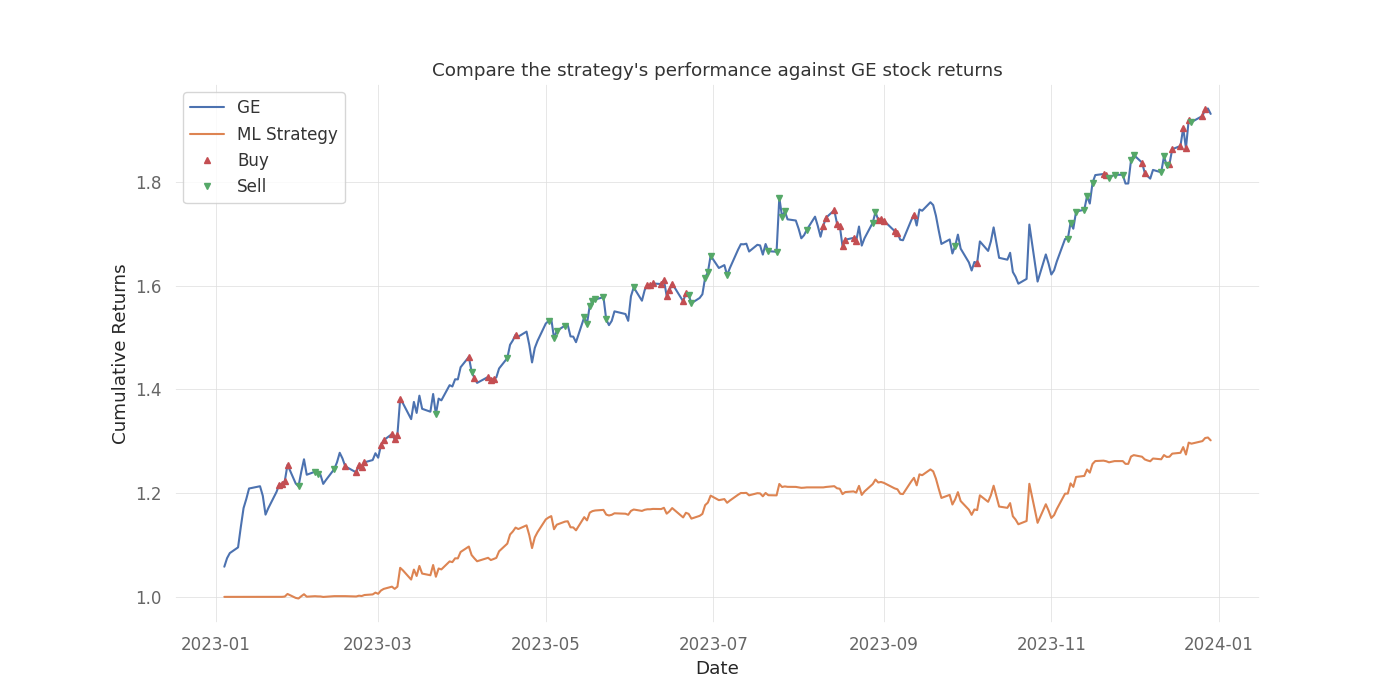 Compare the strategy's performance against GE stock returns
GE
ML Strategy
Buy
Sell
Cumulative Returns
1.8
1.6
1.4
1.2
1.0
2023-01 2023-03 2023-05 2023-07 2023-09 2023-11 2024-01
Date